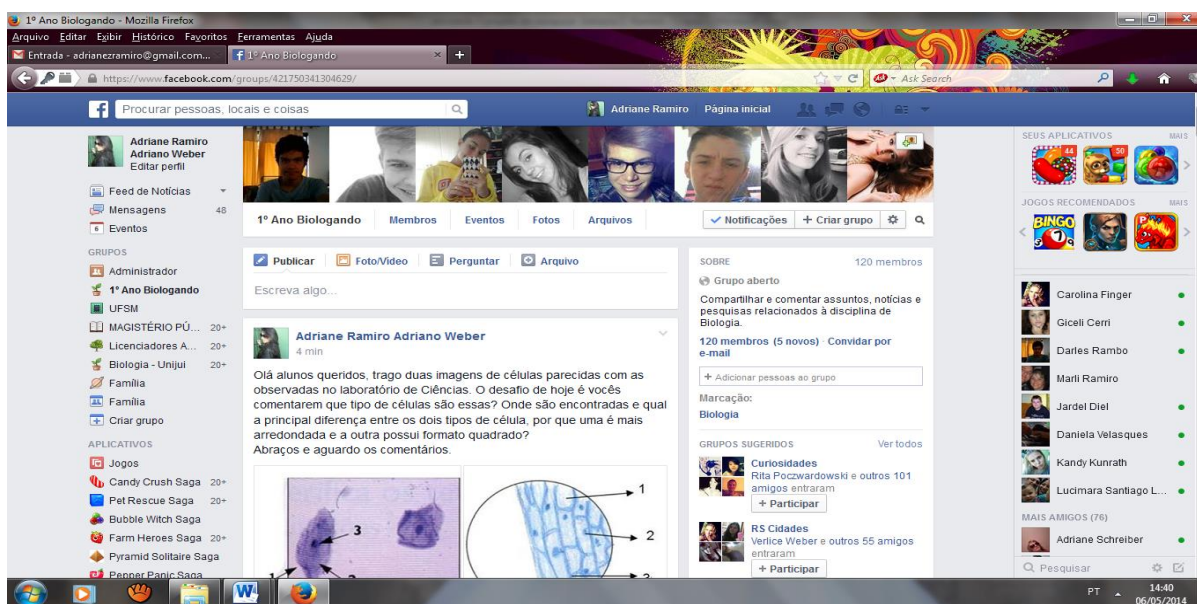 1º Ano Biologando - Mozilla Firefox
Arquivo Editar Exibir Histórico Favoritos Ferramentas Ajuda
Entrada - adrianezramiro@gmail.com...
1º Ano Biologando
https://www.facebook.com/groups/421750341304629/
Ask Search
Procurar pessoas, locais e coisas
Adriane Ramiro
Página inicial
Adriane Ramiro
Adriano Weber
Editar perfil
Feed de Notícias
Mensagens 48
6 Eventos
GRUPOS
Administrador
1º Ano Biologando
UFSM
MAGISTÉRIO PÚ... 20+
Licenciadores A... 20+
Biologia - Unijui 20+
Família
Família
Criar grupo
APLICATIVOS
Jogos
Candy Crush Saga 20+
Pet Rescue Saga 20+
Bubble Witch Saga
Farm Heroes Saga 20+
Pyramid Solitaire Saga
Pepper Panic Saga
1º Ano Biologando Membros Eventos Fotos Arquivos
Notificações + Criar grupo
Publicar Foto/Vídeo Perguntar Arquivo
Escreva algo...
Adriane Ramiro Adriano Weber
4 min
Olá alunos queridos, trago duas imagens de células parecidas com as
observadas no laboratório de Ciências. O desafio de hoje é vocês
comentarem que tipo de células são essas? Onde são encontradas e qual
a principal diferença entre os dois tipos de célula, por que uma é mais
arredondada e a outra possui formato quadrado?
Abraços e aguardo os comentários.
3
1
2
SOBRE 120 membros
Grupo aberto
Compartilhar e comentar assuntos, notícias e
pesquisas relacionados à disciplina de
Biologia.
120 membros (5 novos) · Convidar por
e-mail
+ Adicionar pessoas ao grupo
Marcação:
Biologia
GRUPOS SUGERIDOS Ver todos
Curiosidades
Rita Poczwardowski e outros 101
amigos entraram
+ Participar
RS Cidades
Verlice Weber e outros 55 amigos
entraram
+ Participar
SEUS APLICATIVOS MAIS
44
50
JOGOS RECOMENDADOS MAIS
BINGO
Carolina Finger
Giceli Cerri
Darles Rambo
Marli Ramiro
Jardel Diel
Daniela Velasques
Kandy Kunrath
Lucimara Santiago L...
MAIS AMIGOS (76)
Adriane Schreiber
Pesquisar
PT
14:40
06/05/2014